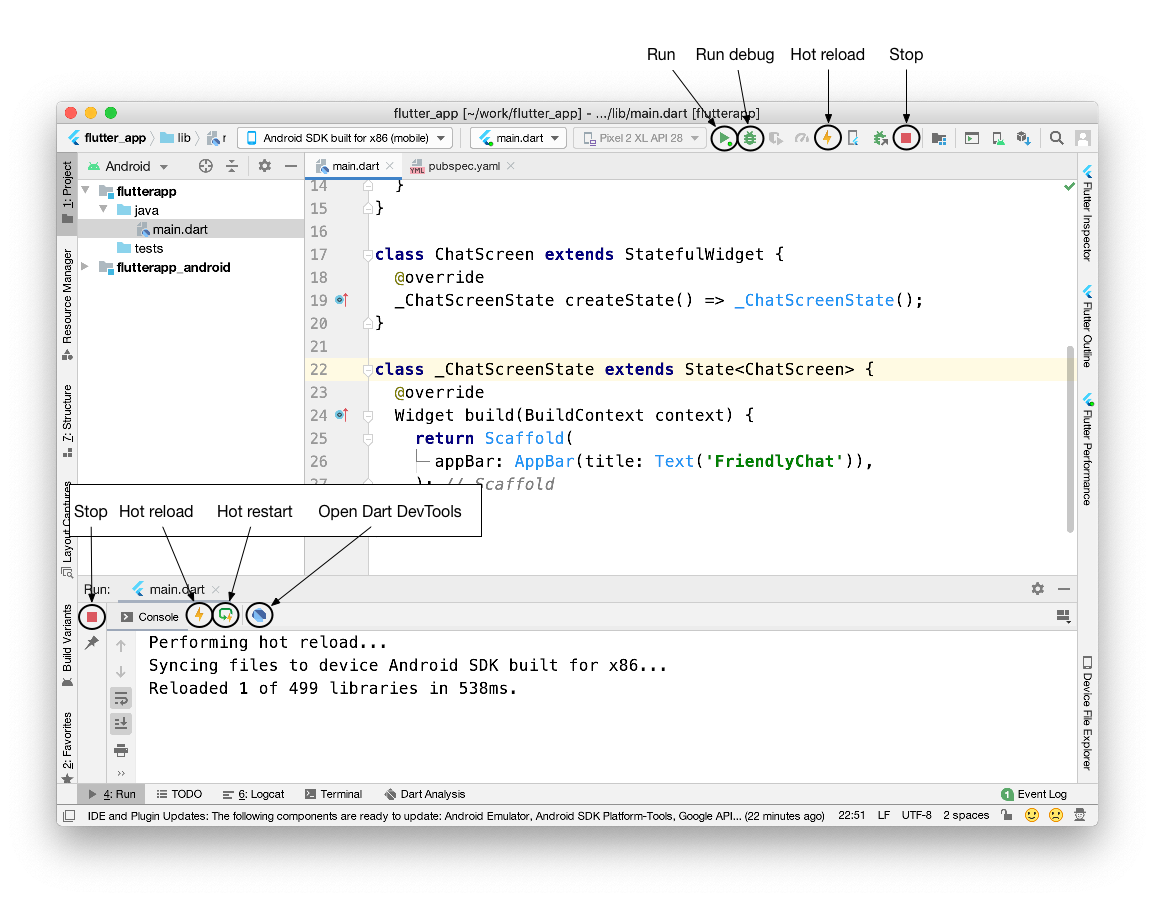 Run Run debug Hot reload Stop
flutter_app [~/work/flutter_app] - .../lib/main.dart [flutterapp]
flutter_app lib Android SDK built for x86 (mobile) main.dart Pixel 2 XL API 28
1: Project
Resource Manager
Z: Structure
Layout Captures
Build Variants
2: Favorites
Android
flutterapp
java
main.dart
tests
flutterapp_android
main.dart pubspec.yaml
14 }
15 }
16
17 class ChatScreen extends StatefulWidget {
18 @override
19 _ChatScreenState createState() => _ChatScreenState();
20 }
21
22 class _ChatScreenState extends State<ChatScreen> {
23 @override
24 Widget build(BuildContext context) {
25 return Scaffold(
26 appBar: AppBar(title: Text('FriendlyChat')),
27 ); // Scaffold
Flutter Inspector
Flutter Outline
Flutter Performance
Device File Explorer
Stop Hot reload Hot restart Open Dart DevTools
Run: main.dart
Console
Performing hot reload...
Syncing files to device Android SDK built for x86...
Reloaded 1 of 499 libraries in 538ms.
4: Run TODO 6: Logcat Terminal Dart Analysis 1 Event Log
IDE and Plugin Updates: The following components are ready to update: Android Emulator, Android SDK Platform-Tools, Google API... (22 minutes ago) 22:51 LF UTF-8 2 spaces